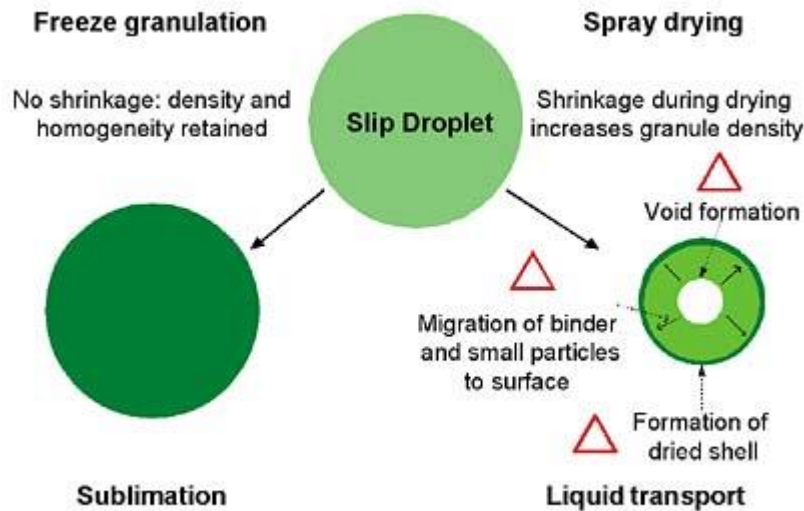 Freeze granulation
No shrinkage: density and
homogeneity retained
Slip Droplet
Spray drying
Shrinkage during drying
increases granule density
Void formation
Migration of binder
and small particles
to surface
Formation of
dried shell
Sublimation
Liquid transport